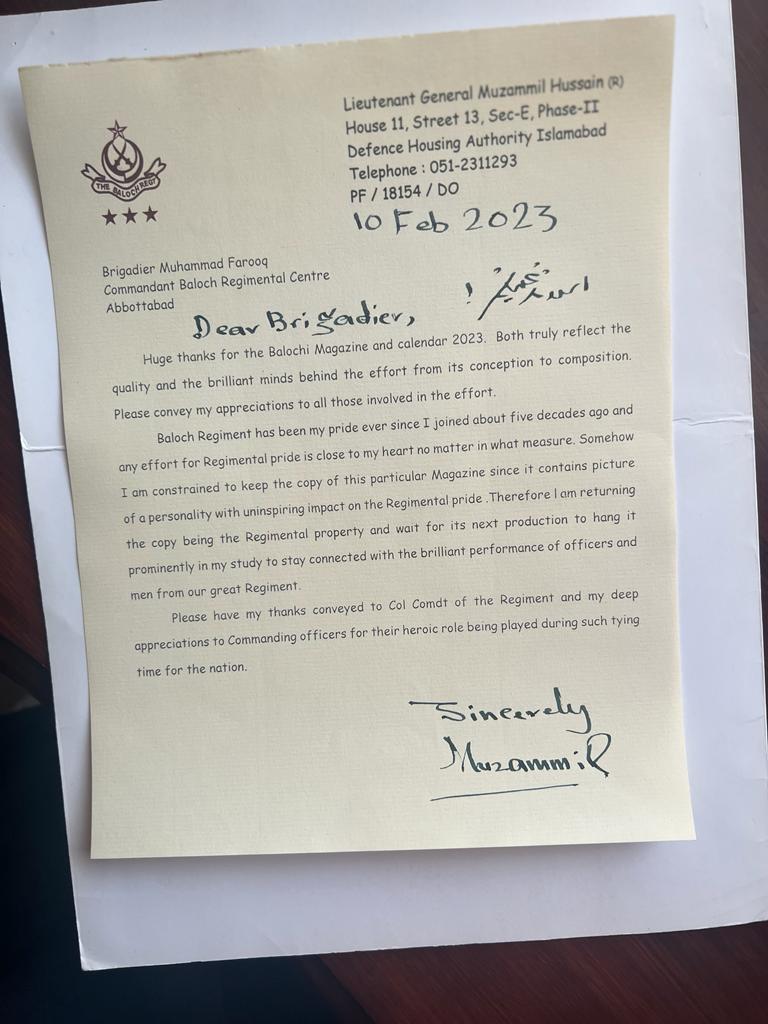 THE BALOCH REGT
Lieutenant General Muzammil Hussain (R)
House 11, Street 13, Sec-E, Phase-II
Defence Housing Authority Islamabad
Telephone : 051-2311293
PF / 18154 / DO
10 Feb 2023
Brigadier Muhammad Farooq
Commandant Baloch Regimental Centre
Abbottabad
Dear Brigadier,
Huge thanks for the Balochi Magazine and calendar 2023. Both truly reflect the
quality and the brilliant minds behind the effort from its conception to composition.
Please convey my appreciations to all those involved in the effort.
Baloch Regiment has been my pride ever since I joined about five decades ago and
any effort for Regimental pride is close to my heart no matter in what measure. Somehow
I am constrained to keep the copy of this particular Magazine since it contains picture
of a personality with uninspiring impact on the Regimental pride .Therefore I am returning
the copy being the Regimental property and wait for its next production to hang it
prominently in my study to stay connected with the brilliant performance of officers and
men from our great Regiment.
Please have my thanks conveyed to Col Comdt of the Regiment and my deep
appreciations to Commanding officers for their heroic role being played during such tying
time for the nation.
Sincerely
Muzammil